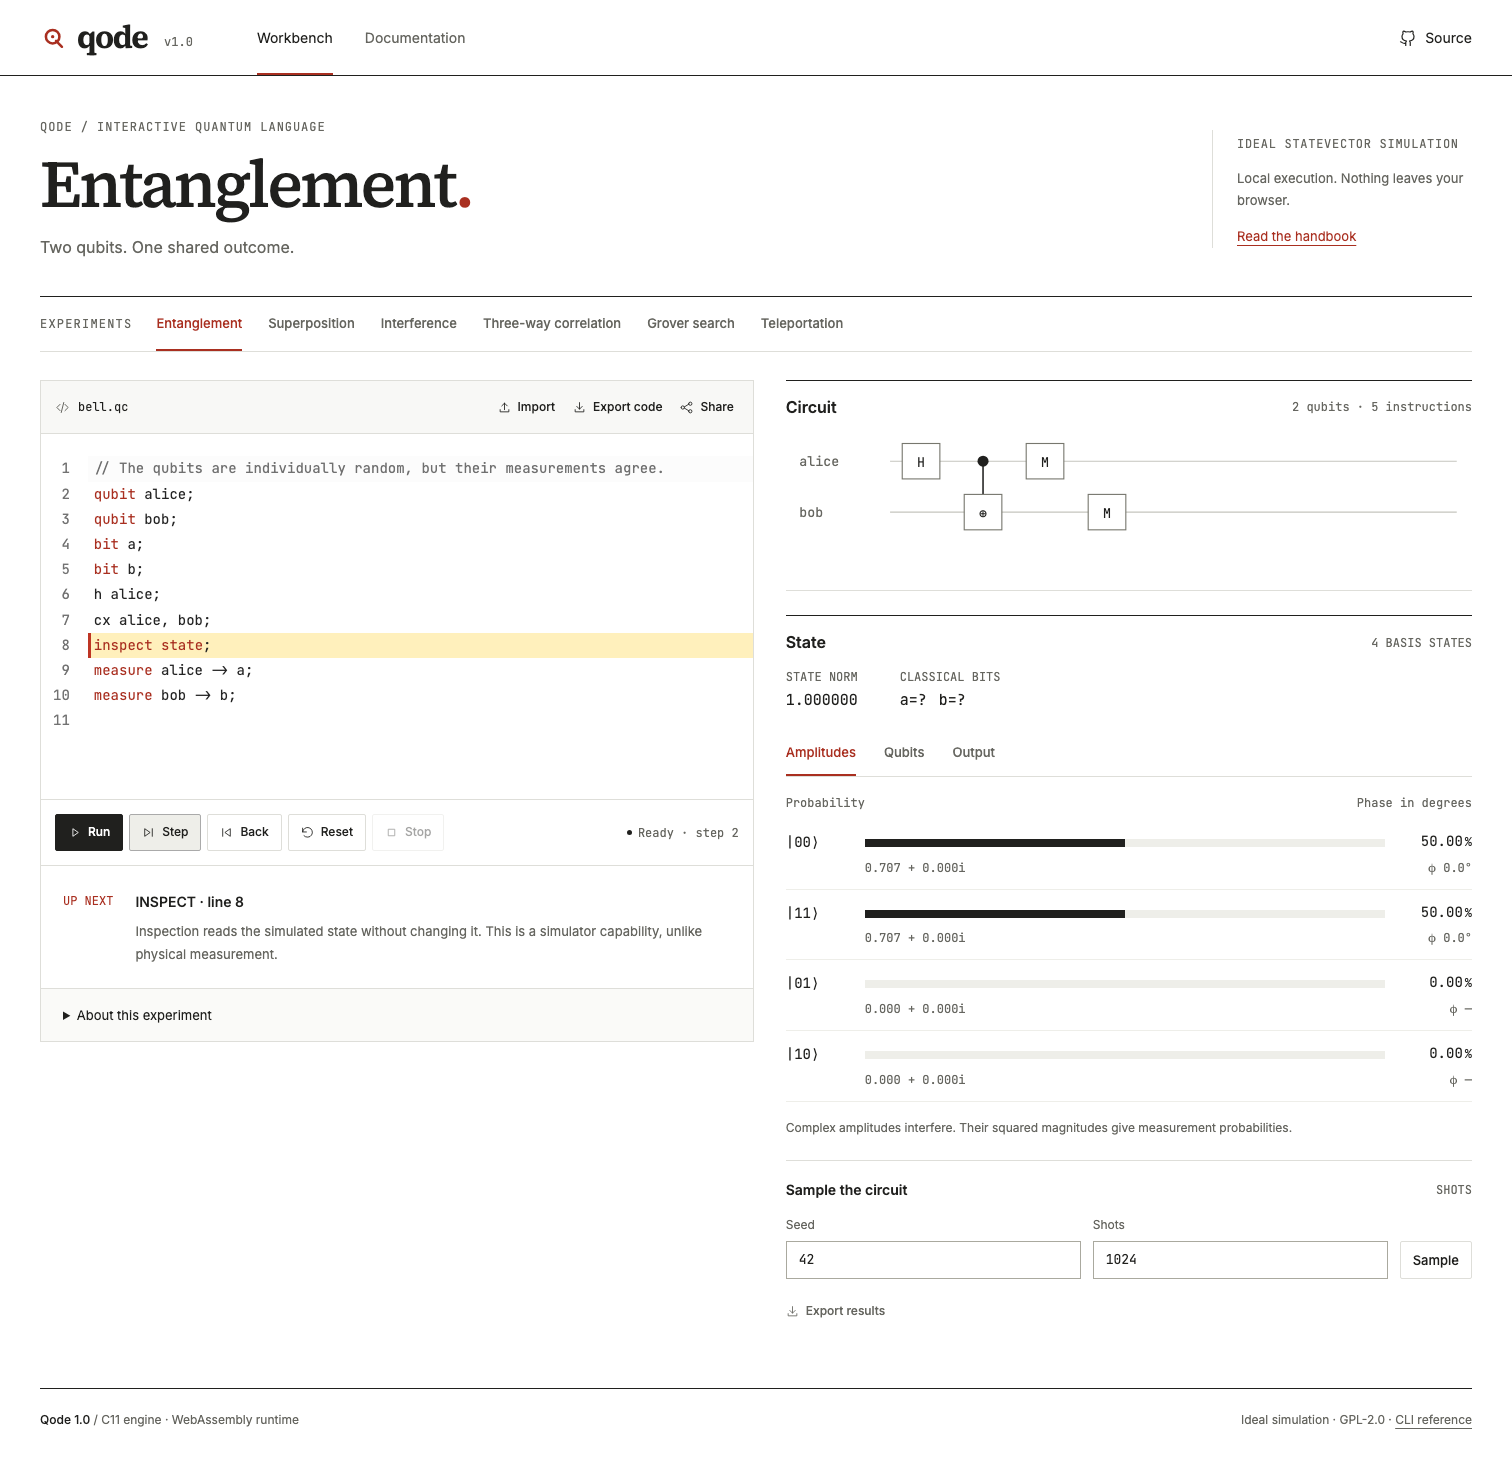 qode v1.0 Workbench Documentation Source
QODE / INTERACTIVE QUANTUM LANGUAGE
Entanglement.
Two qubits. One shared outcome.
IDEAL STATEVECTOR SIMULATION
Local execution. Nothing leaves your
browser.
Read the handbook
EXPERIMENTS Entanglement Superposition Interference Three-way correlation Grover search Teleportation
</> bell.qc Import Export code Share
1 // The qubits are individually random, but their measurements agree.
2 qubit alice;
3 qubit bob;
4 bit a;
5 bit b;
6 h alice;
7 cx alice, bob;
8 inspect state;
9 measure alice -> a;
10 measure bob -> b;
11
Run Step Back Reset Stop Ready · step 2
UP NEXT INSPECT · line 8
Inspection reads the simulated state without changing it. This is a simulator capability, unlike
physical measurement.
About this experiment
Circuit 2 qubits · 5 instructions
alice H M
bob ⊕ M
State 4 BASIS STATES
STATE NORM CLASSICAL BITS
1.000000 a=? b=?
Amplitudes Qubits Output
Probability Phase in degrees
|00⟩ 50.00%
0.707 + 0.000i ϕ 0.0°
|11⟩ 50.00%
0.707 + 0.000i ϕ 0.0°
|01⟩ 0.00%
0.000 + 0.000i ϕ —
|10⟩ 0.00%
0.000 + 0.000i ϕ —
Complex amplitudes interfere. Their squared magnitudes give measurement probabilities.
Sample the circuit SHOTS
Seed Shots
42 1024 Sample
Export results
Qode 1.0 / C11 engine · WebAssembly runtime Ideal simulation · GPL-2.0 · CLI reference